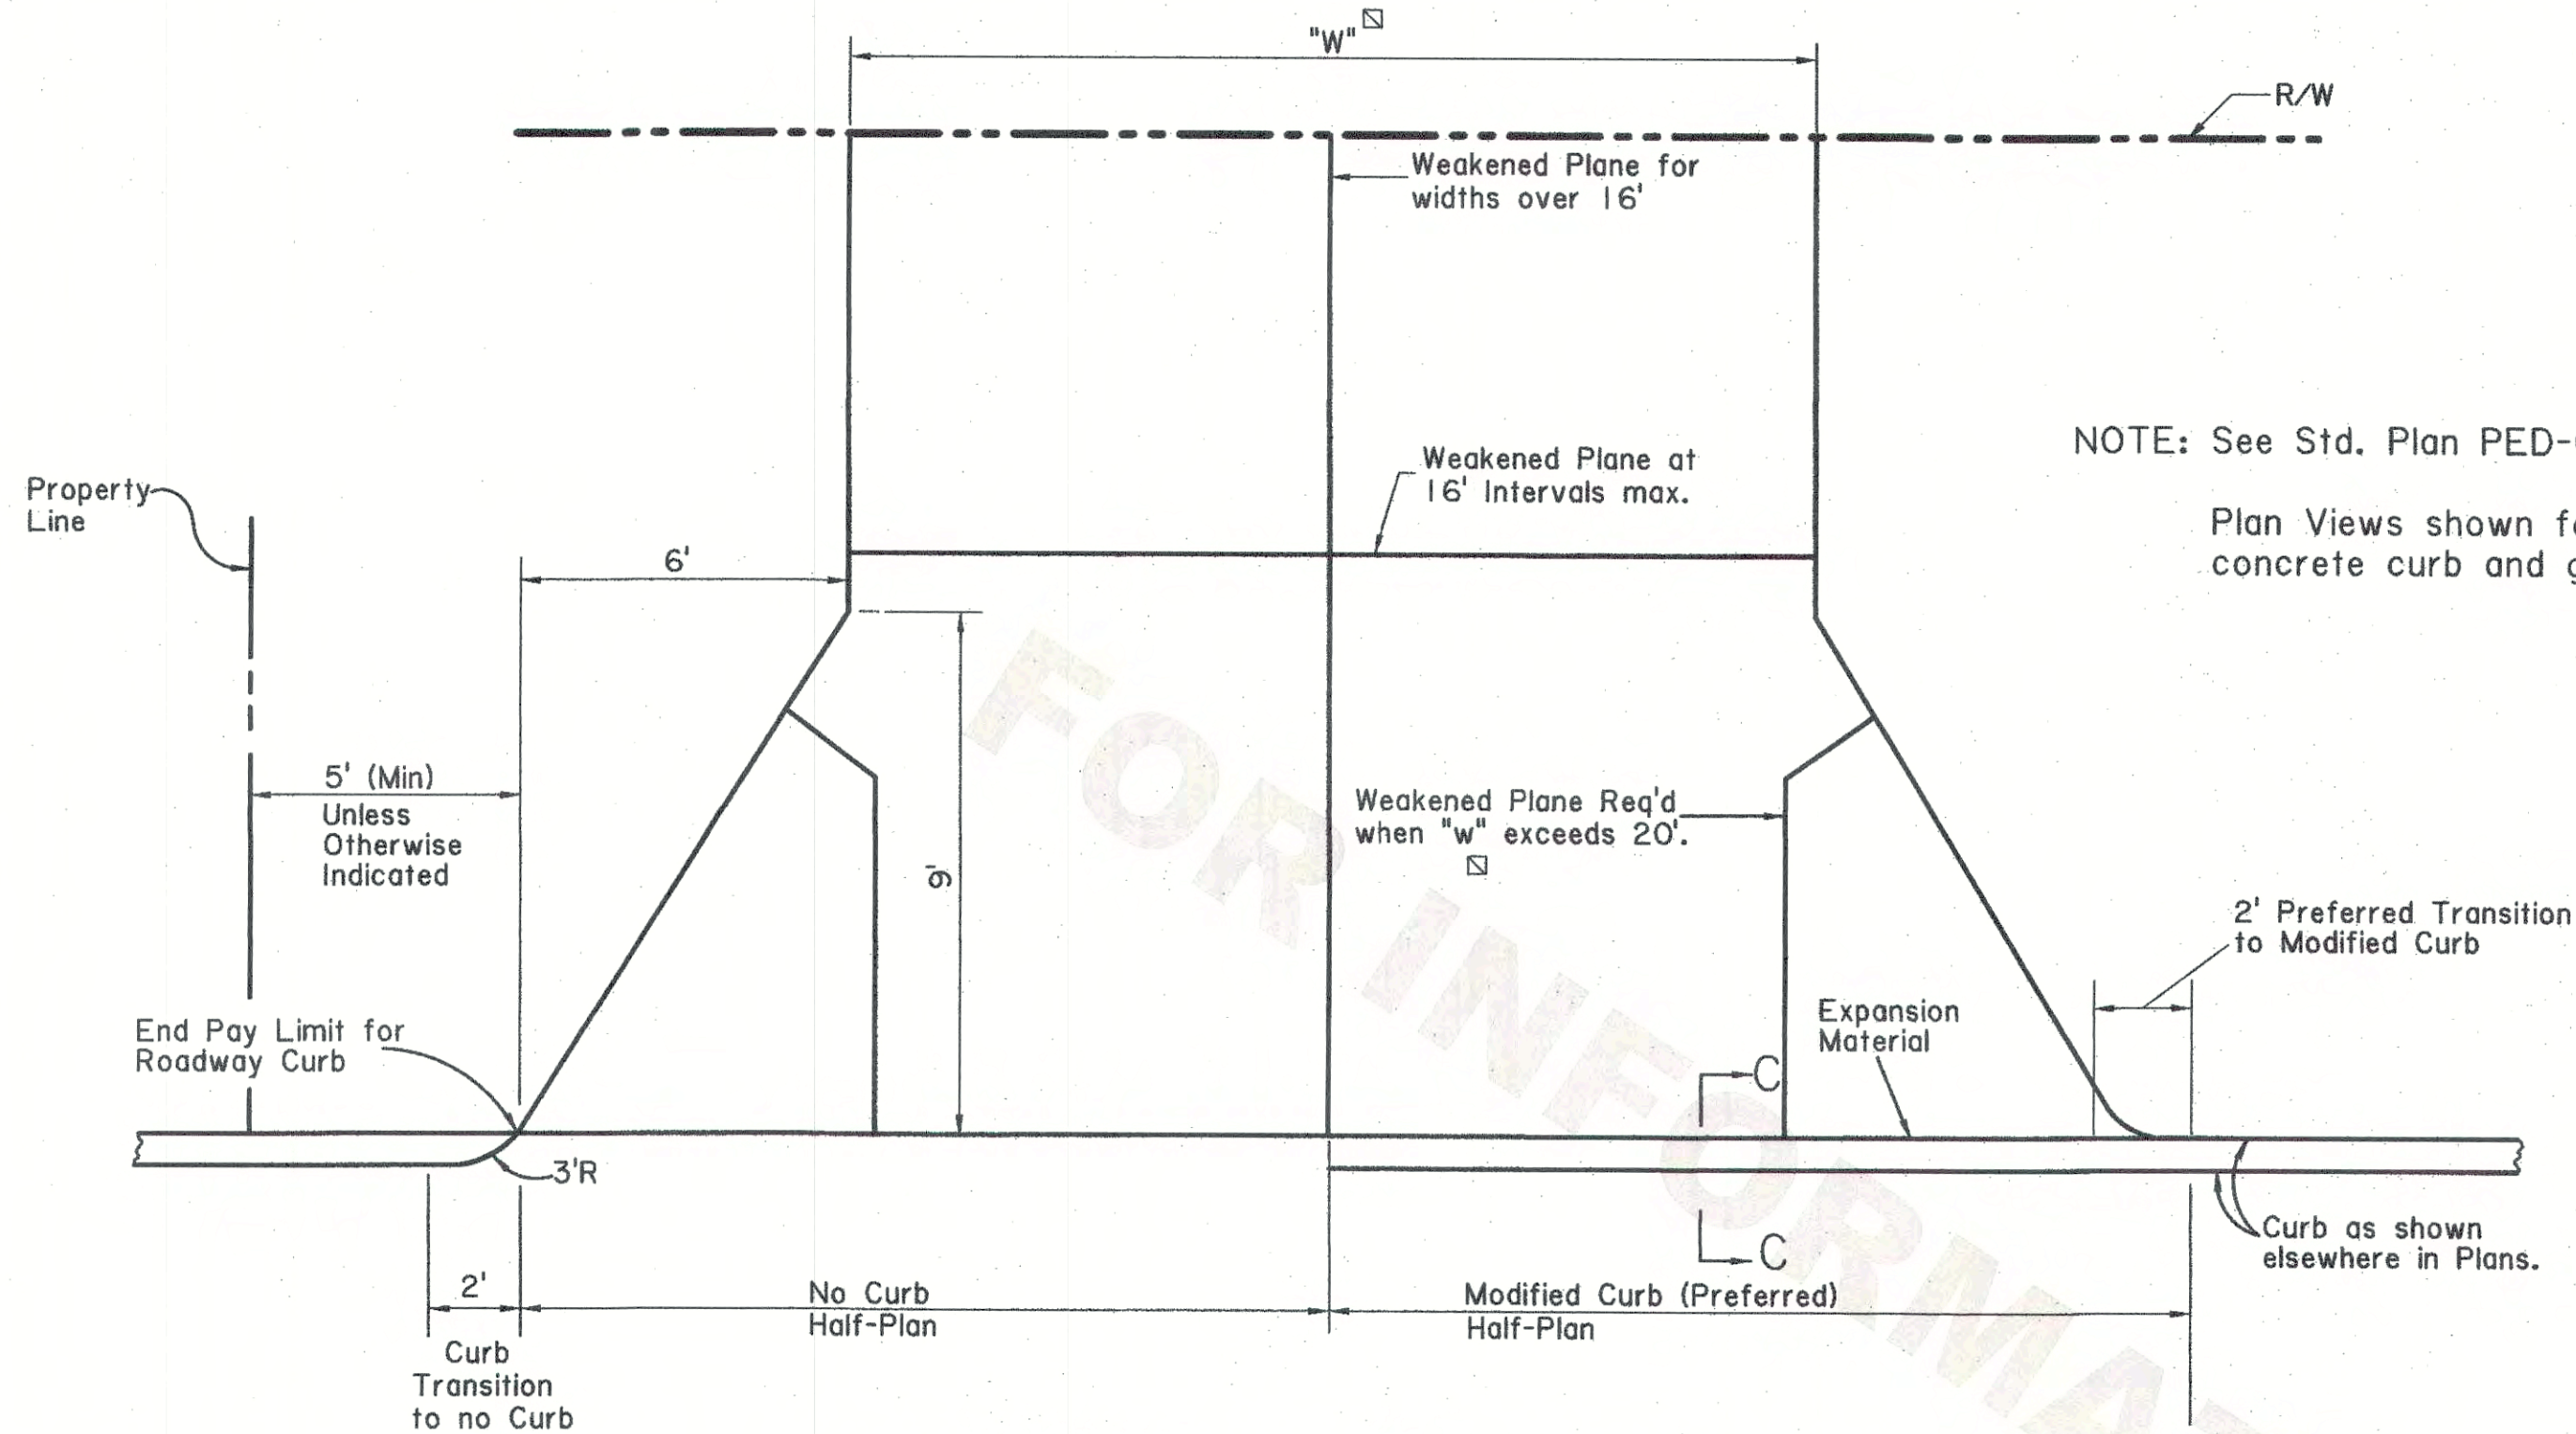 "W"
R/W
Weakened Plane for
widths over 16'
NOTE: See Std. Plan PED-
Weakened Plane at
16' Intervals max.
Property
Line
Plan Views shown
concrete curb and
6'
5' (Min)
Unless
Otherwise
Indicated
9'
Weakened Plane Req'd
when "w" exceeds 20'.
2' Preferred Transition
to Modified Curb
Expansion
Material
End Pay Limit for
Roadway Curb
C
3'R
C
Curb as shown
elsewhere in Plans.
2'
No Curb
Half-Plan
Modified Curb (Preferred)
Half-Plan
Curb
Transition
to no Curb
FOR INFORMAT